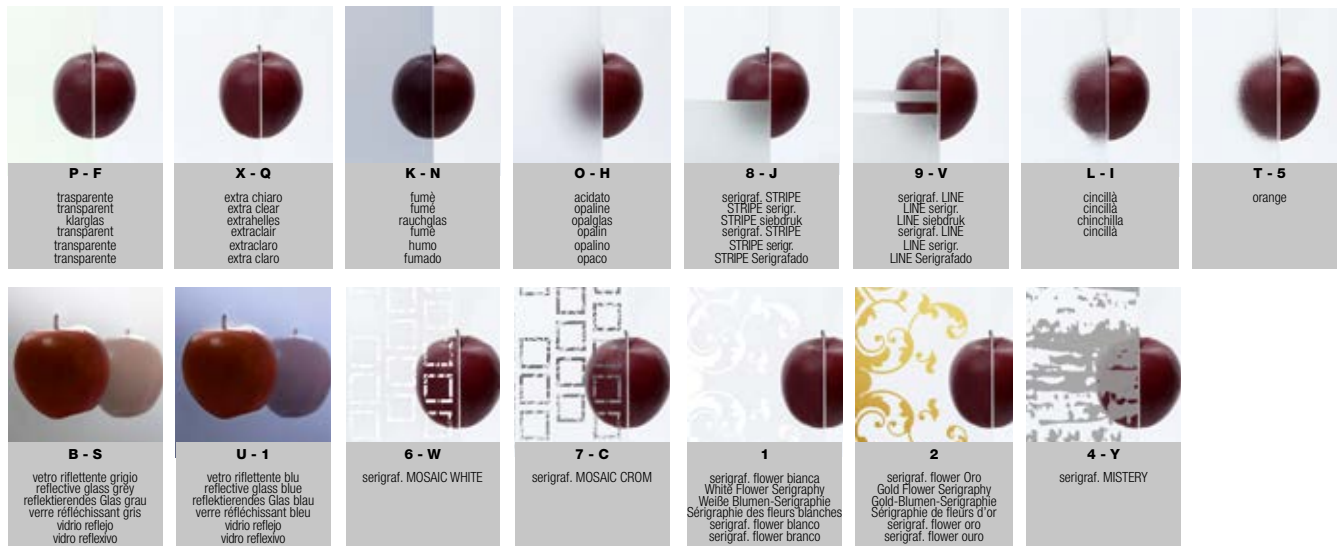 P - F
trasparente
transparent
klarglas
transparent
transparente
transparente
X - Q
extra chiaro
extra clear
extrahelles
extraclair
extraclaro
extra claro
K - N
fumè
fumè
rauchglas
fumè
humo
fumado
O - H
acidato
opaline
opalglas
opalin
opalino
opaco
8 - J
serigraf. STRIPE
STRIPE serigr.
STRIPE siebdruk
serigraf. STRIPE
STRIPE serigr.
STRIPE Serigrafado
9 - V
serigraf. LINE
LINE serigr.
LINE siebdruk
serigraf. LINE
LINE serigr.
LINE Serigrafado
L - I
cincillà
cincillà
chinchilla
cincillà
T - 5
orange
B - S
vetro riflettente grigio
reflective glass grey
reflektierendes Glas grau
verre réfléchissant gris
vidrio reflejo
vidro reflexivo
U - 1
vetro riflettente blu
reflective glass blue
reflektierendes Glas blau
verre réfléchissant bleu
vidrio reflejo
vidro reflexivo
6 - W
serigraf. MOSAIC WHITE
7 - C
serigraf. MOSAIC CROM
1
serigraf. flower bianca
White Flower Serigraphy
Weiße Blumen-Serigraphie
Sérigraphie des fleurs blanches
serigraf. flower blanco
serigraf. flower branco
2
serigraf. flower Oro
Gold Flower Serigraphy
Gold-Blumen-Serigraphie
Sérigraphie de fleurs d'or
serigraf. flower oro
serigraf. flower ouro
4 - Y
serigraf. MISTERY